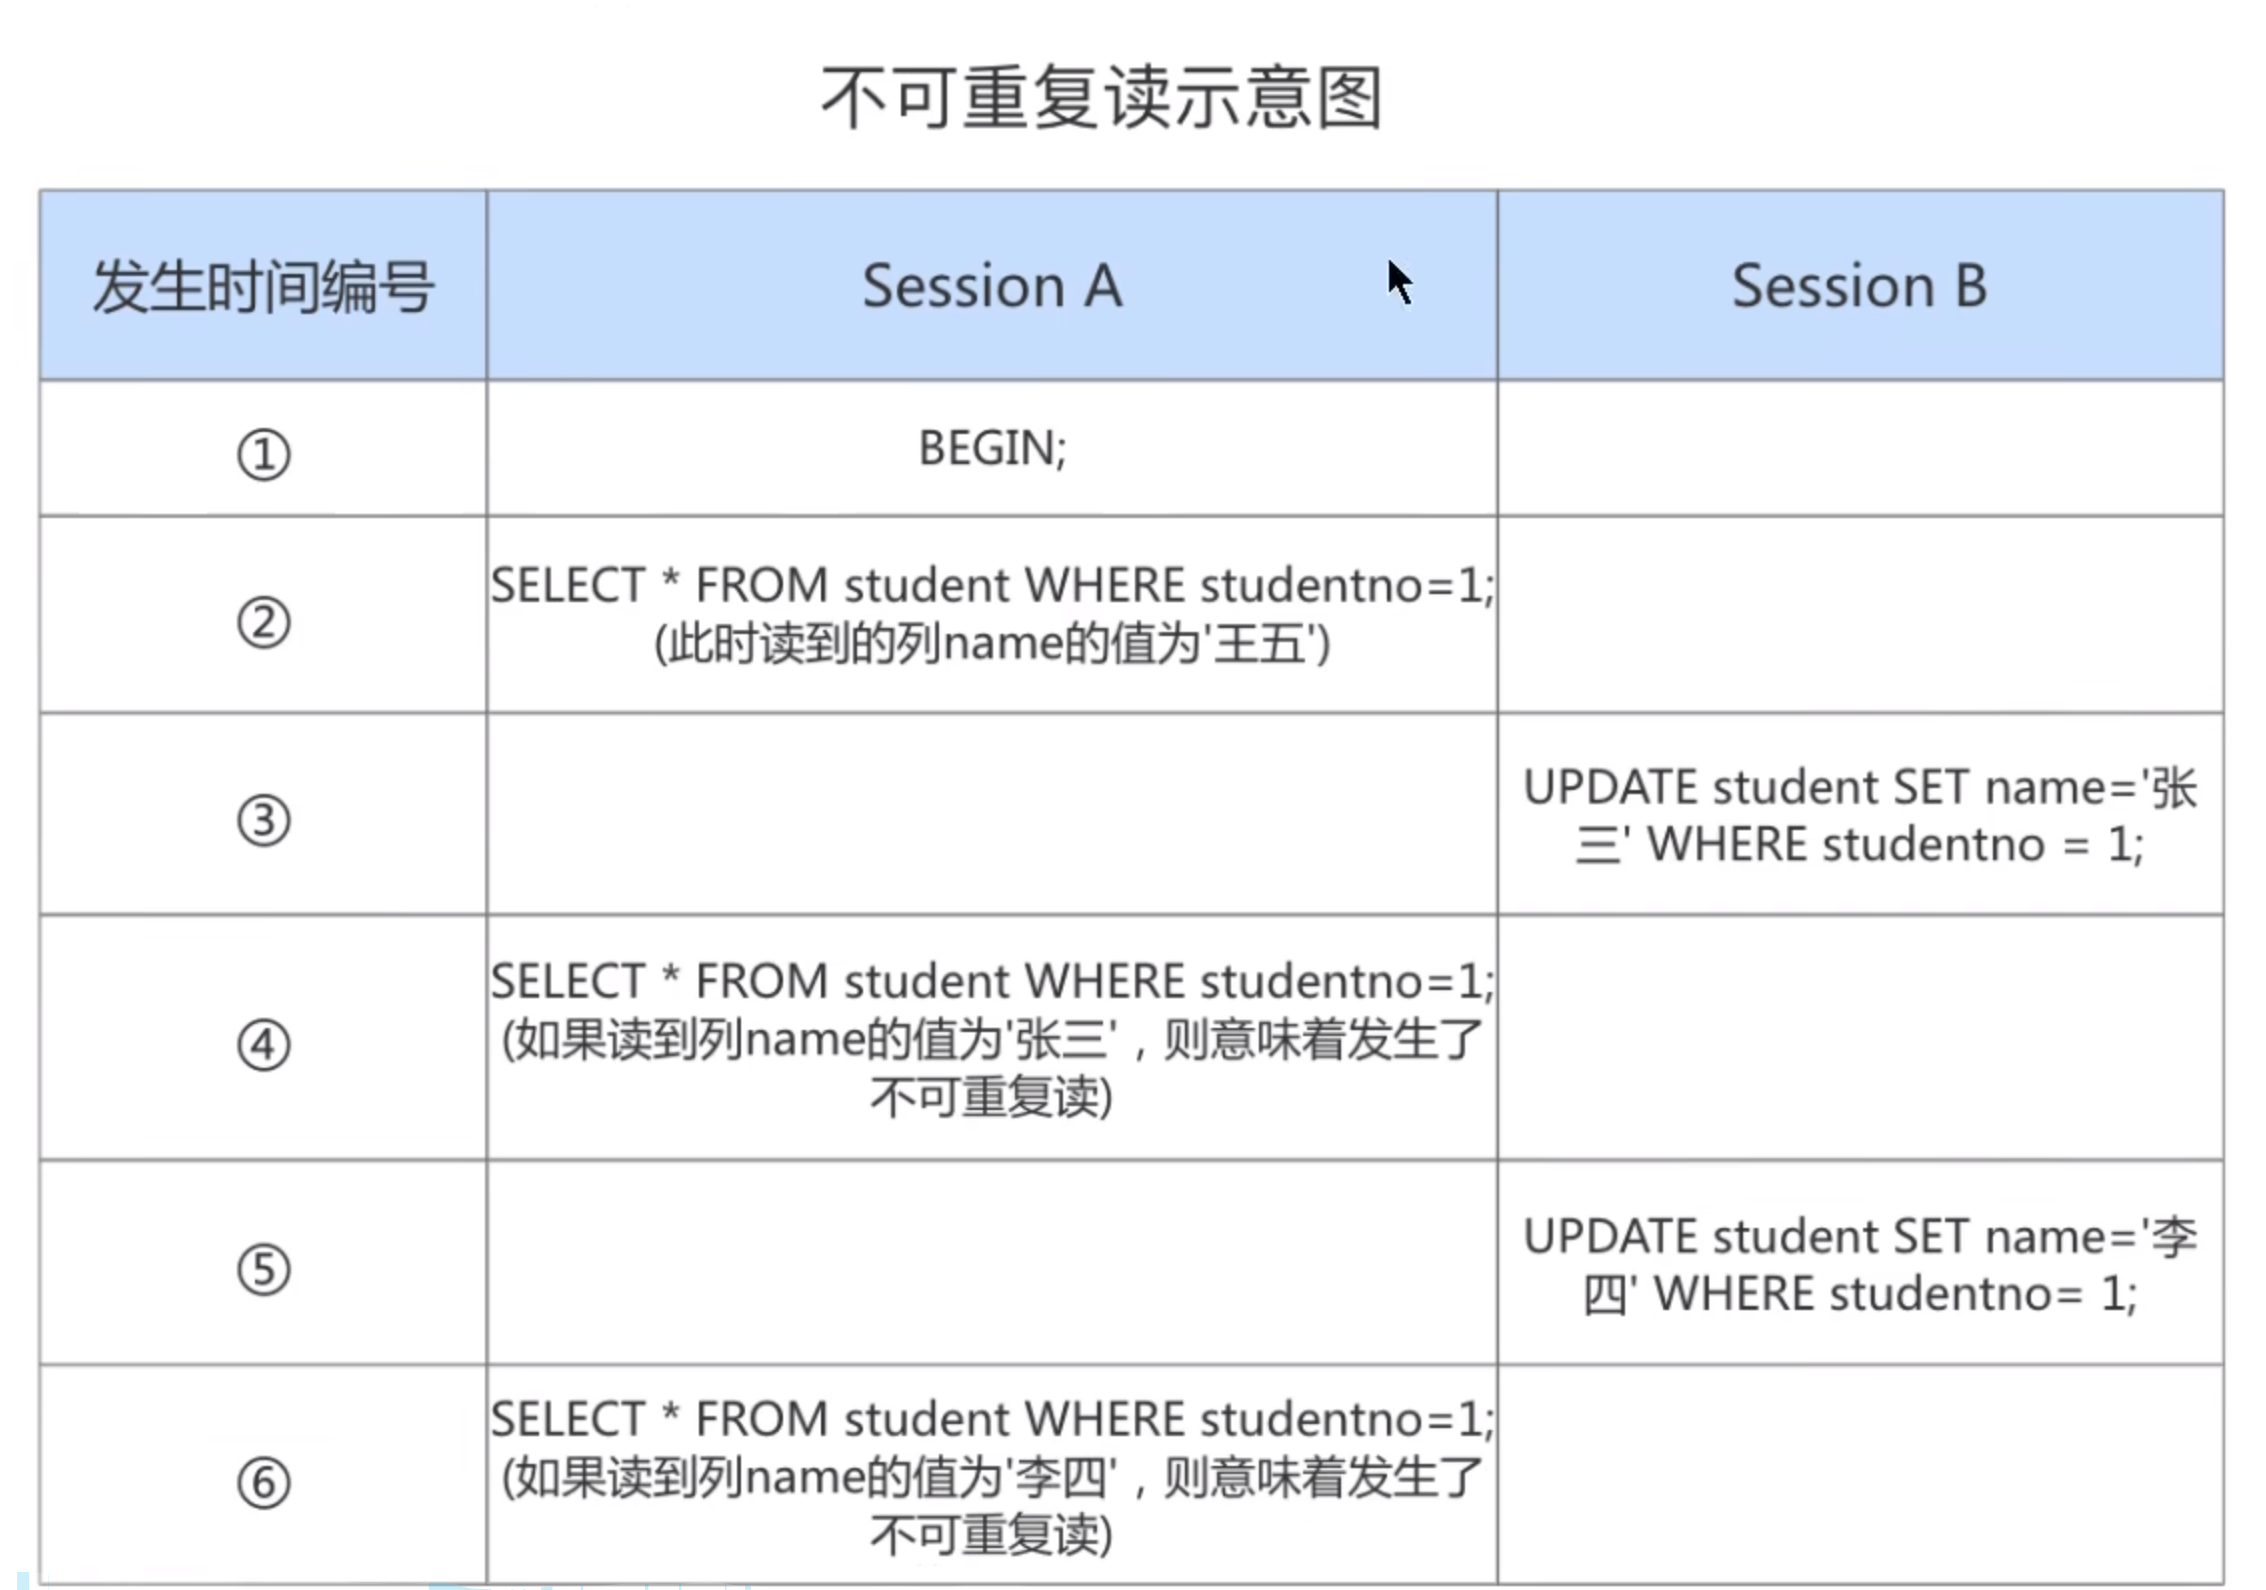 不可重复读示意图
发生时间编号
Session A
Session B
①
BEGIN;
②
SELECT * FROM student WHERE studentno=1;
(此时读到的列name的值为'王五')
③
UPDATE student SET name='张
三' WHERE studentno = 1;
④
SELECT * FROM student WHERE studentno=1;
(如果读到列name的值为'张三'，则意味着发生了
不可重复读)
⑤
UPDATE student SET name='李
四' WHERE studentno= 1;
⑥
SELECT * FROM student WHERE studentno=1;
(如果读到列name的值为'李四'，则意味着发生了
不可重复读)